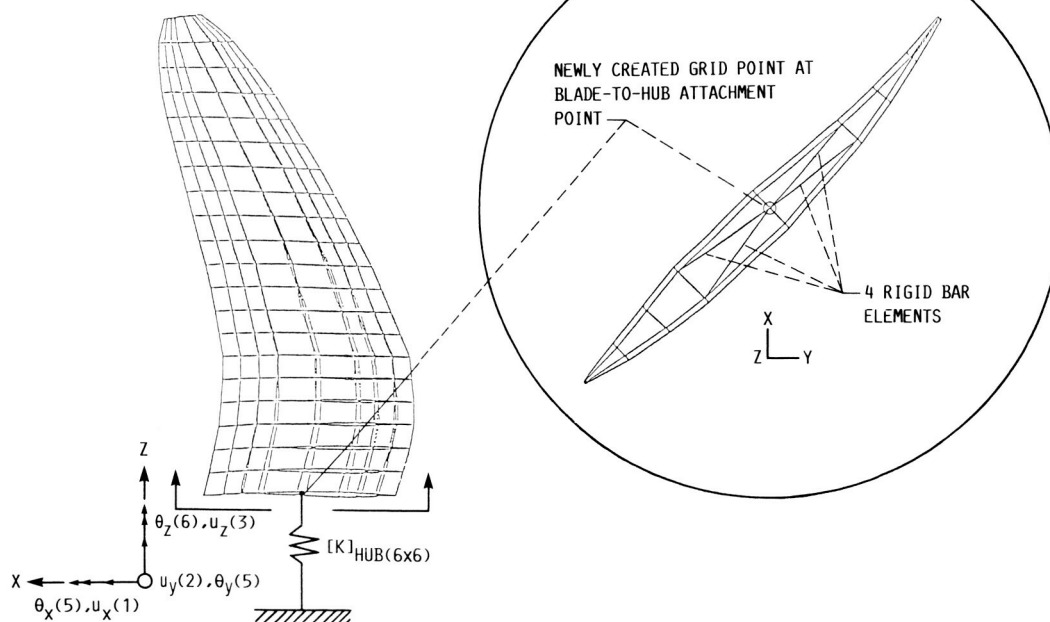 NEWLY CREATED GRID POINT AT
BLADE-TO-HUB ATTACHMENT
POINT
4 RIGID BAR
ELEMENTS
X
Z Y
Z
θz(6),uz(3)
[K]HUB(6x6)
X
uy(2),θy(5)
θx(5),ux(1)